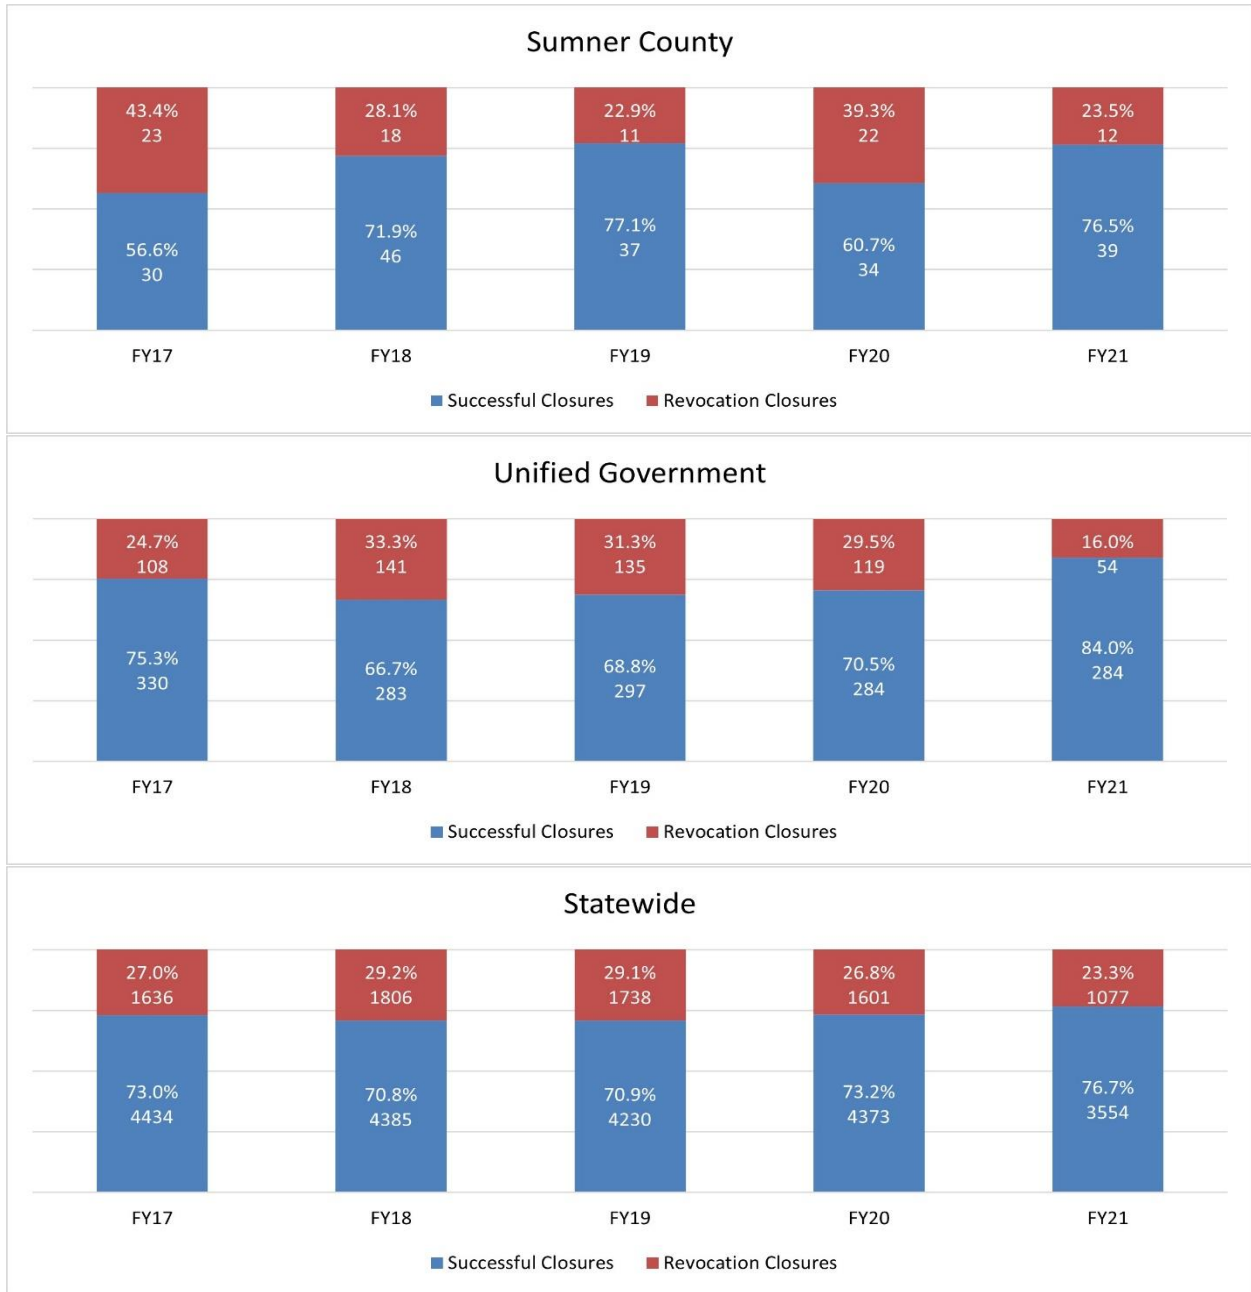 Sumner County
43.4% 28.1% 22.9% 39.3% 23.5%
23 18 11 22 12
56.6% 71.9% 77.1% 60.7% 76.5%
30 46 37 34 39
FY17 FY18 FY19 FY20 FY21
Successful Closures Revocation Closures
Unified Government
24.7% 33.3% 31.3% 29.5% 16.0%
108 141 135 119 54
75.3% 66.7% 68.8% 70.5% 84.0%
330 283 297 284 284
FY17 FY18 FY19 FY20 FY21
Successful Closures Revocation Closures
Statewide
27.0% 29.2% 29.1% 26.8% 23.3%
1636 1806 1738 1601 1077
73.0% 70.8% 70.9% 73.2% 76.7%
4434 4385 4230 4373 3554
FY17 FY18 FY19 FY20 FY21
Successful Closures Revocation Closures